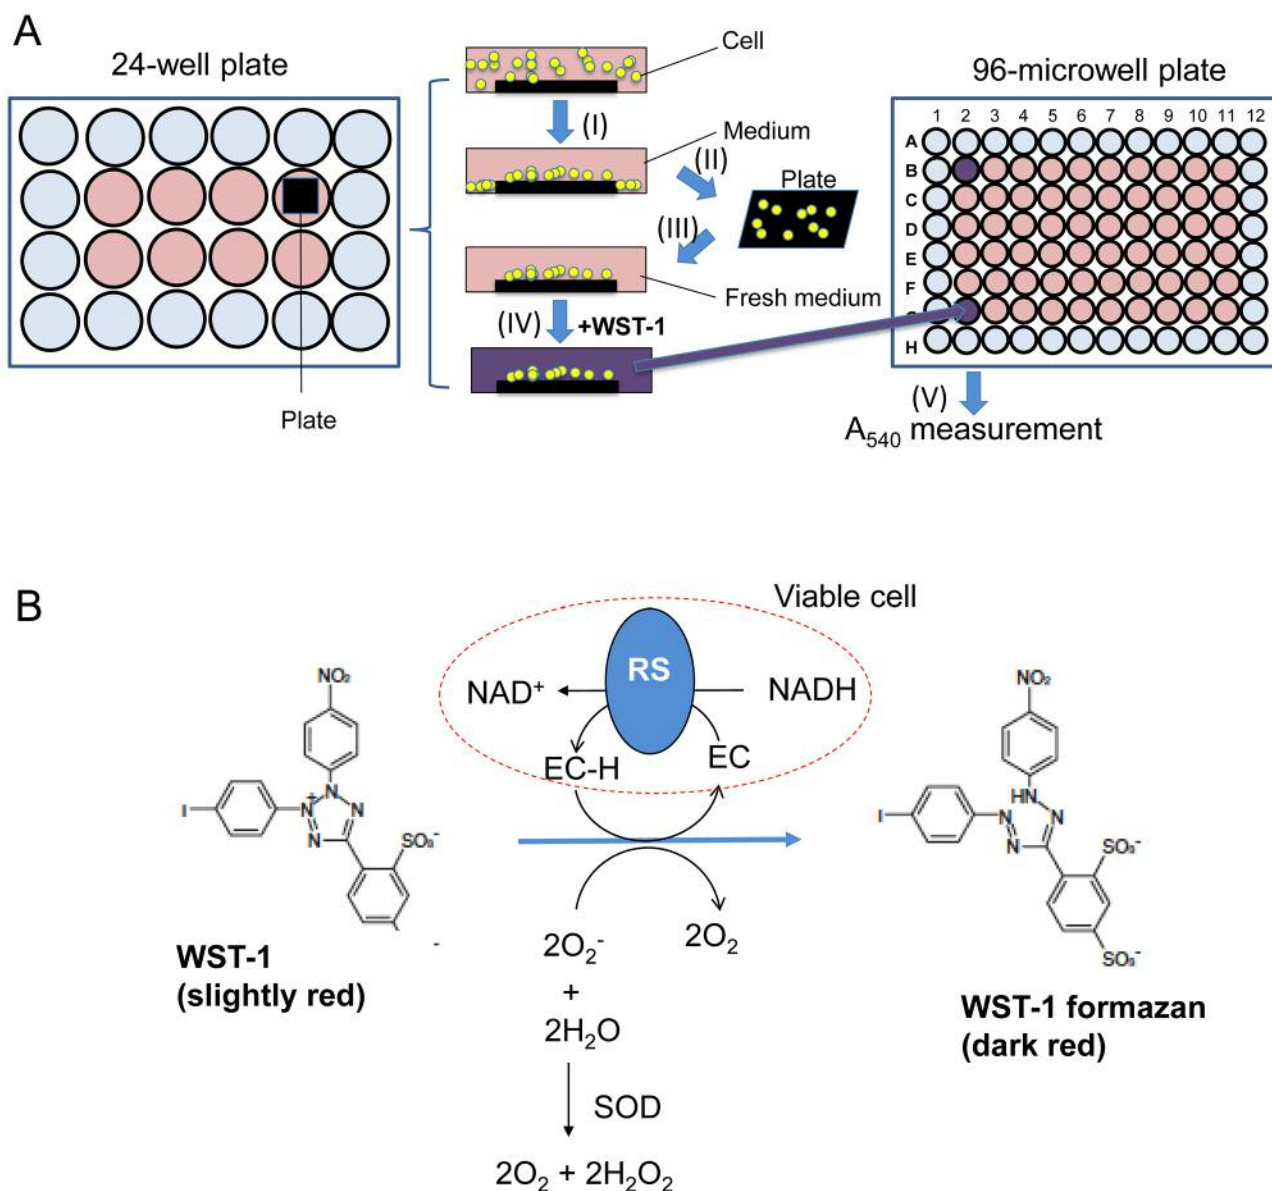 A
24-well plate
Plate
Cell
(I)
Medium
(II)
Plate
(III)
Fresh medium
(IV)
+WST-1
96-microwell plate
1 2 3 4 5 6 7 8 9 10 11 12
A
B
C
D
E
F
H
(V)
A540 measurement
B
Viable cell
RS
NAD+
NADH
EC-H
EC
NO2
I
N+
N
N
N
SO3-
-
WST-1
(slightly red)
2O2-
2O2
+
2H2O
SOD
2O2 + 2H2O2
NO2
I
HN
N
N
N
SO3-
SO3-
WST-1 formazan
(dark red)